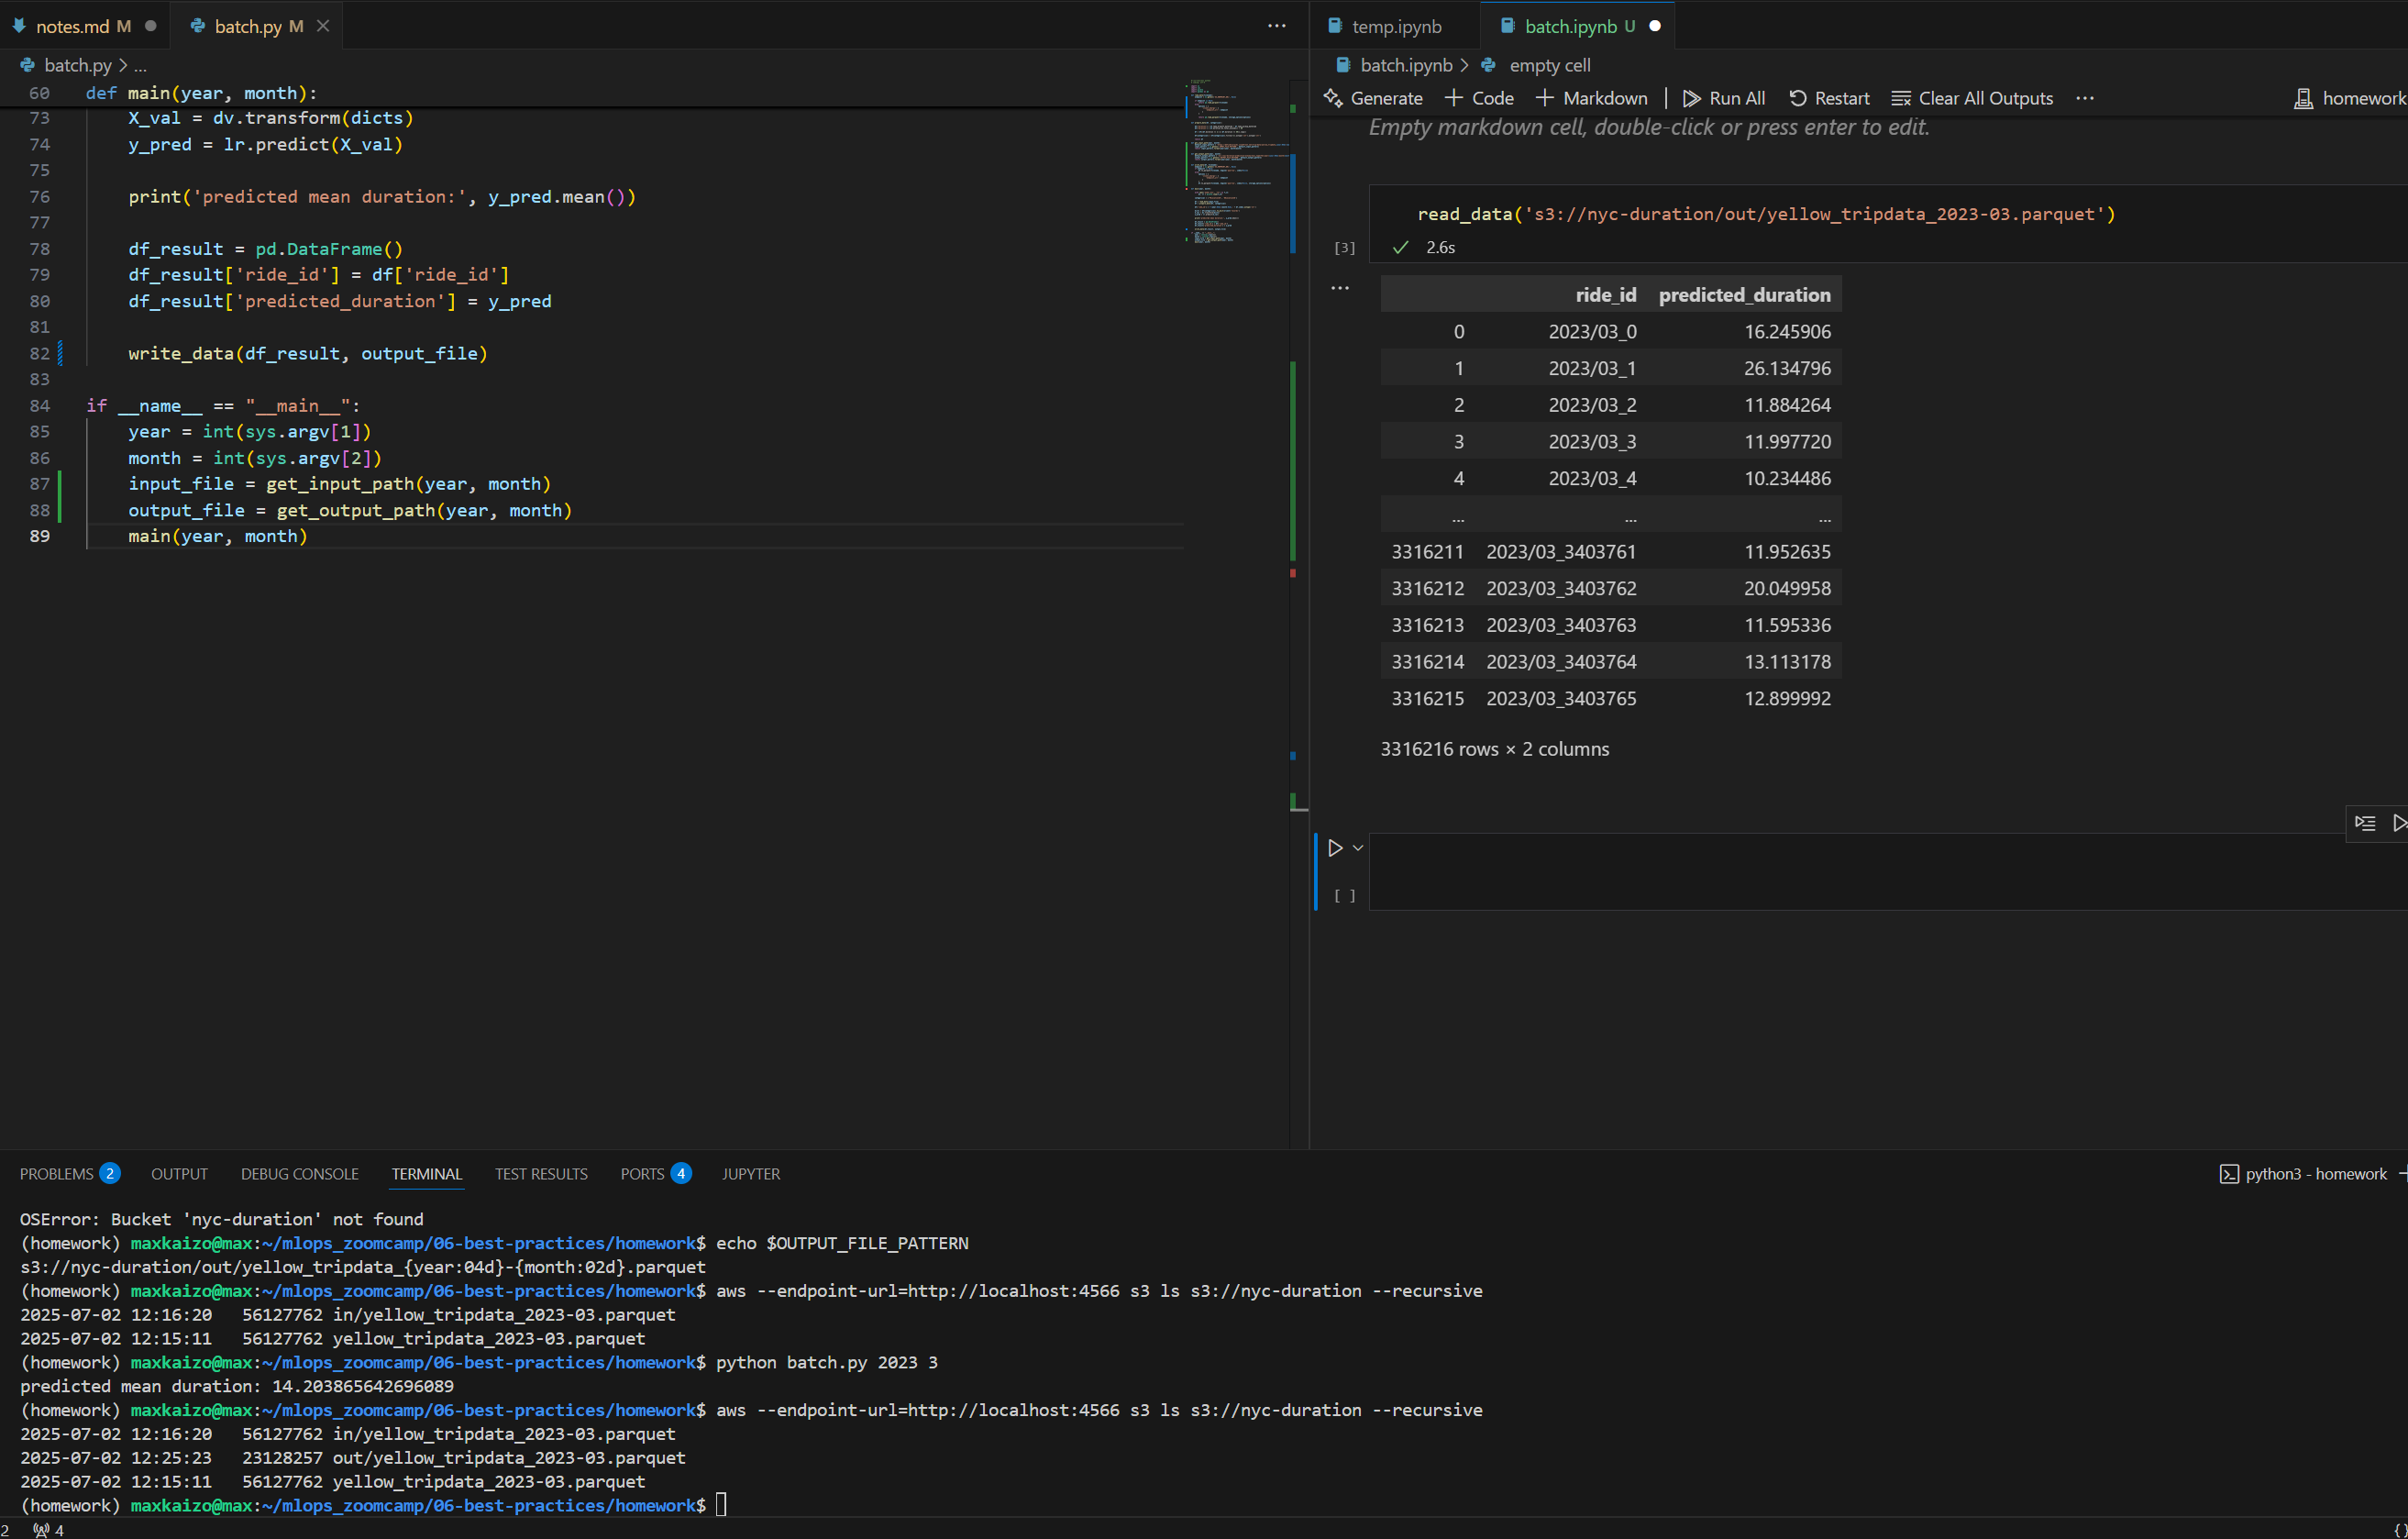 notes.md M
batch.py M
batch.py > ...
60 def main(year, month):
73 X_val = dv.transform(dicts)
74 y_pred = lr.predict(X_val)
75
76 print('predicted mean duration:', y_pred.mean())
77
78 df_result = pd.DataFrame()
79 df_result['ride_id'] = df['ride_id']
80 df_result['predicted_duration'] = y_pred
81
82 write_data(df_result, output_file)
83
84 if __name__ == "__main__":
85 year = int(sys.argv[1])
86 month = int(sys.argv[2])
87 input_file = get_input_path(year, month)
88 output_file = get_output_path(year, month)
89 main(year, month)
temp.ipynb
batch.ipynb U
batch.ipynb > empty cell
Generate + Code + Markdown | Run All Restart Clear All Outputs ... homework
Empty markdown cell, double-click or press enter to edit.
read_data('s3://nyc-duration/out/yellow_tripdata_2023-03.parquet')
[3] 2.6s
...
ride_id predicted_duration
0 2023/03_0 16.245906
1 2023/03_1 26.134796
2 2023/03_2 11.884264
3 2023/03_3 11.997720
4 2023/03_4 10.234486
... ... ...
3316211 2023/03_3403761 11.952635
3316212 2023/03_3403762 20.049958
3316213 2023/03_3403763 11.595336
3316214 2023/03_3403764 13.113178
3316215 2023/03_3403765 12.899992
3316216 rows × 2 columns
[ ]
PROBLEMS 2 OUTPUT DEBUG CONSOLE TERMINAL TEST RESULTS PORTS 4 JUPYTER
python3 - homework
OSError: Bucket 'nyc-duration' not found
(homework) maxkaizo@max:~/mlops_zoomcamp/06-best-practices/homework$ echo $OUTPUT_FILE_PATTERN
s3://nyc-duration/out/yellow_tripdata_{year:04d}-{month:02d}.parquet
(homework) maxkaizo@max:~/mlops_zoomcamp/06-best-practices/homework$ aws --endpoint-url=http://localhost:4566 s3 ls s3://nyc-duration --recursive
2025-07-02 12:16:20 56127762 in/yellow_tripdata_2023-03.parquet
2025-07-02 12:15:11 56127762 yellow_tripdata_2023-03.parquet
(homework) maxkaizo@max:~/mlops_zoomcamp/06-best-practices/homework$ python batch.py 2023 3
predicted mean duration: 14.203865642696089
(homework) maxkaizo@max:~/mlops_zoomcamp/06-best-practices/homework$ aws --endpoint-url=http://localhost:4566 s3 ls s3://nyc-duration --recursive
2025-07-02 12:16:20 56127762 in/yellow_tripdata_2023-03.parquet
2025-07-02 12:25:23 23128257 out/yellow_tripdata_2023-03.parquet
2025-07-02 12:15:11 56127762 yellow_tripdata_2023-03.parquet
(homework) maxkaizo@max:~/mlops_zoomcamp/06-best-practices/homework$
2 4